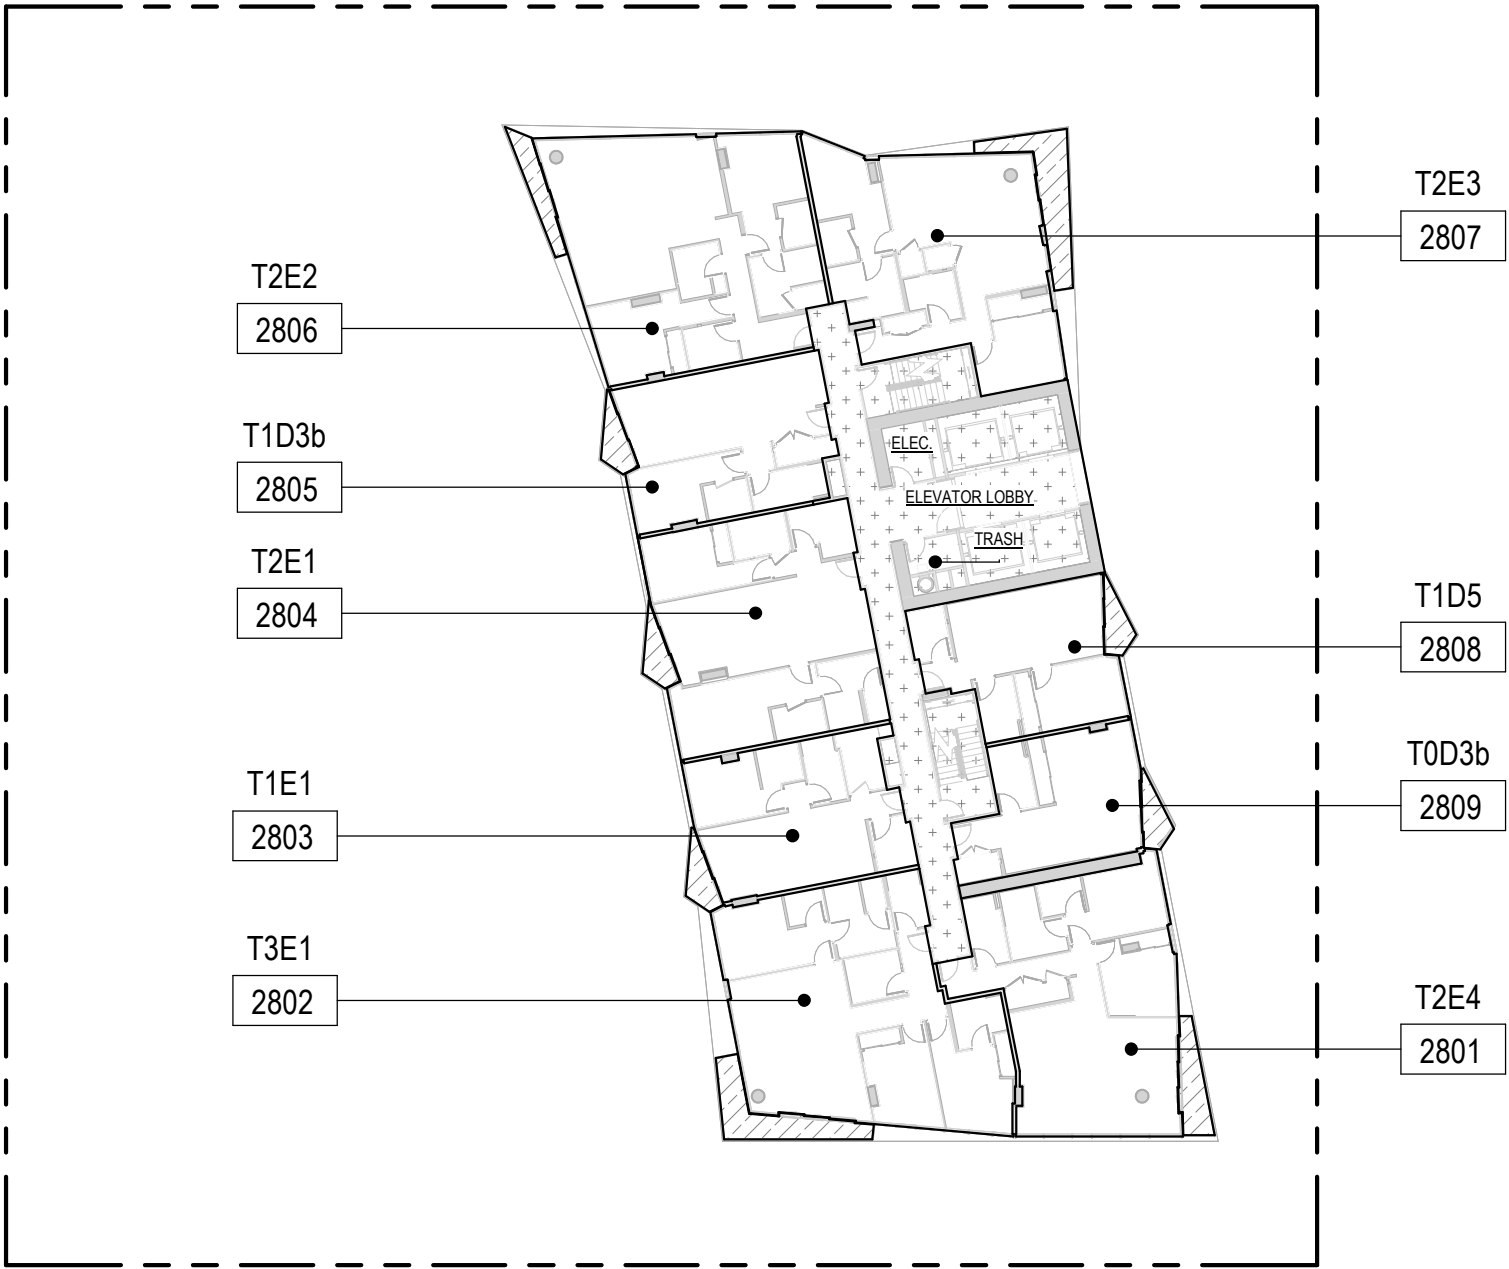 T2E3
2807
T2E2
2806
T1D3b
2805
ELEC.
ELEVATOR LOBBY
TRASH
T2E1
2804
T1D5
2808
T1E1
2803
T0D3b
2809
T3E1
2802
T2E4
2801